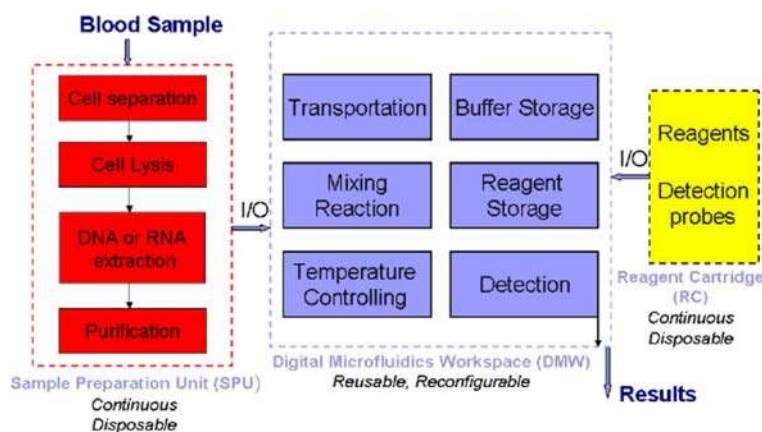 Blood Sample
Cell separation
Cell Lysis
DNA or RNA
extraction
Purification
Sample Preparation Unit (SPU)
Continuous
Disposable
I/O
Transportation
Buffer Storage
Mixing
Reaction
Reagent
Storage
Temperature
Controlling
Detection
Digital Microfluidics Workspace (DMW)
Reusable, Reconfigurable
Results
I/O
Reagents
Detection
probes
Reagent Cartridge
(RC)
Continuous
Disposable